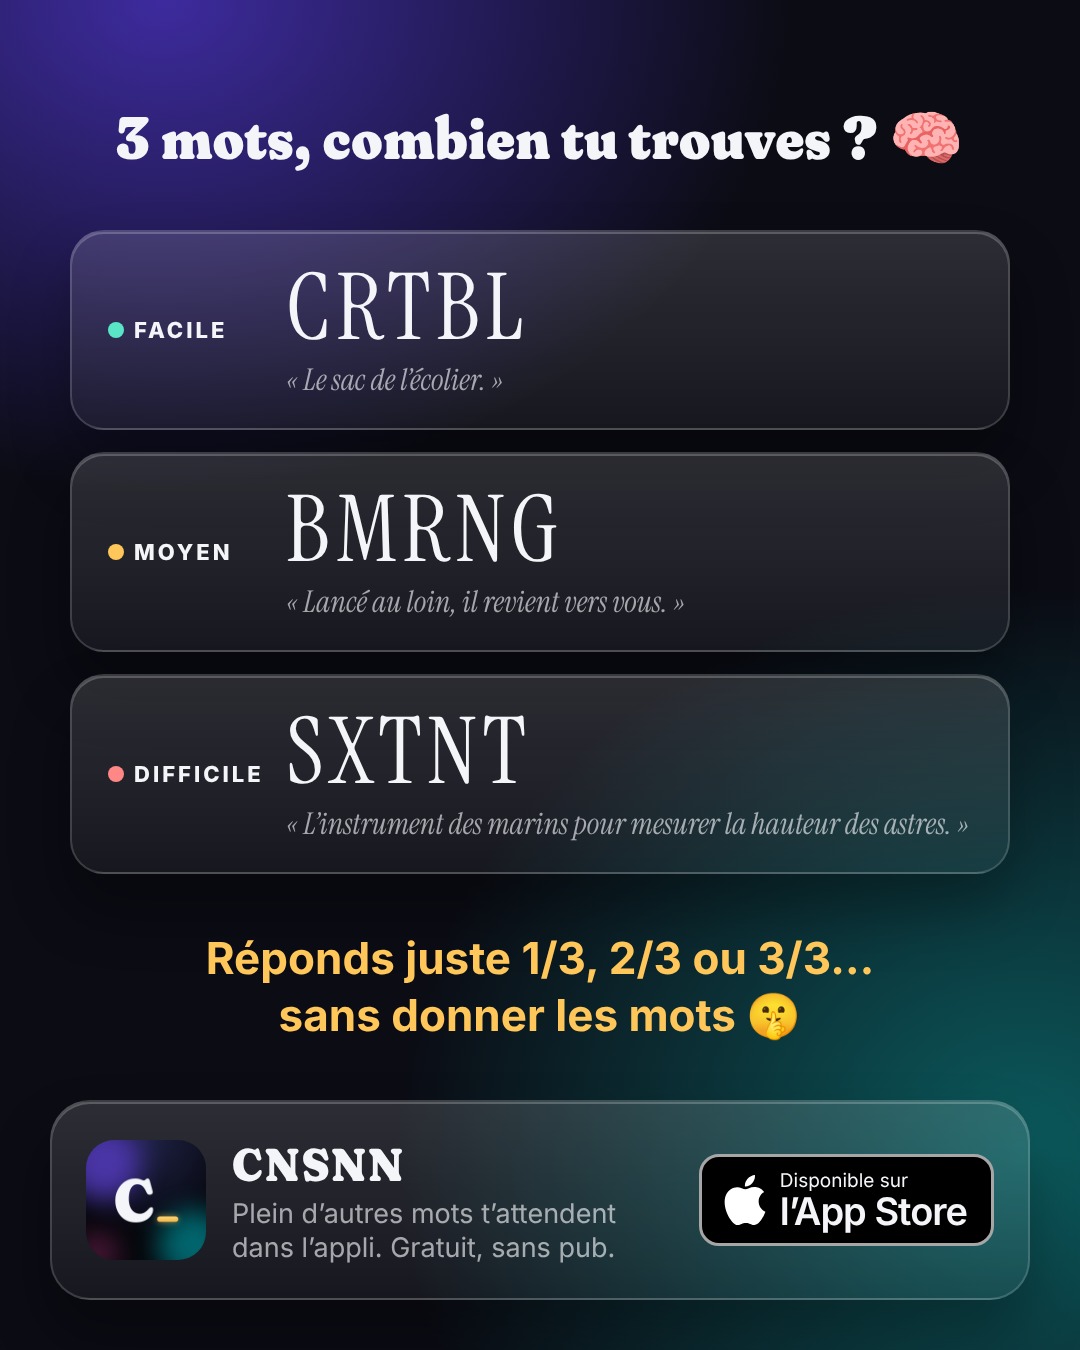 3 mots, combien tu trouves ? 🧠
FACILE
CRTBL
« Le sac de l’écolier. »
MOYEN
BMRNG
« Lancé au loin, il revient vers vous. »
DIFFICILE
SXTNT
« L’instrument des marins pour mesurer la hauteur des astres. »
Réponds juste 1/3, 2/3 ou 3/3…
sans donner les mots 🤫
C_
CNSNN
Plein d’autres mots t’attendent
dans l’appli. Gratuit, sans pub.
Disponible sur
l’App Store